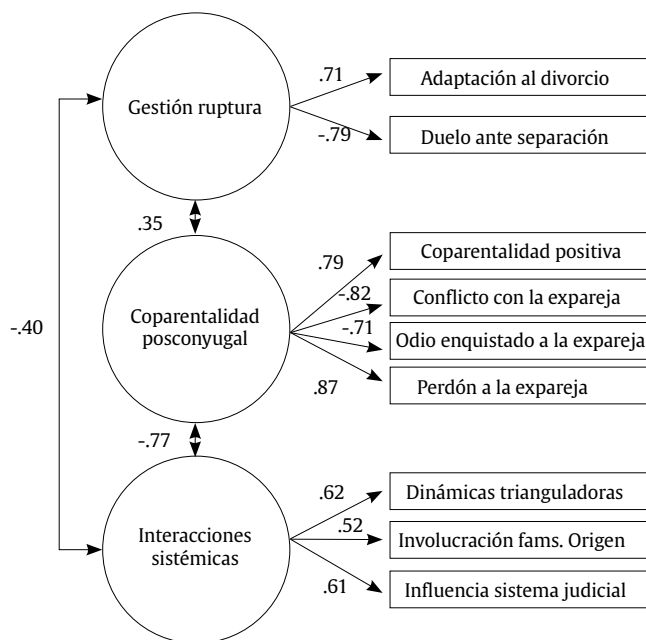 .71
Adaptación al divorcio
Gestión ruptura
-.79
Duelo ante separación
.35
.79
Coparentalidad positiva
-.82
Conflicto con la expareja
Coparentalidad
posconyugal
-.71
Odio enquistado a la expareja
-.40
.87
Perdón a la expareja
-.77
.62
Dinámicas trianguladoras
.52
Involucración fams. Origen
Interacciones
sistémicas
.61
Influencia sistema judicial